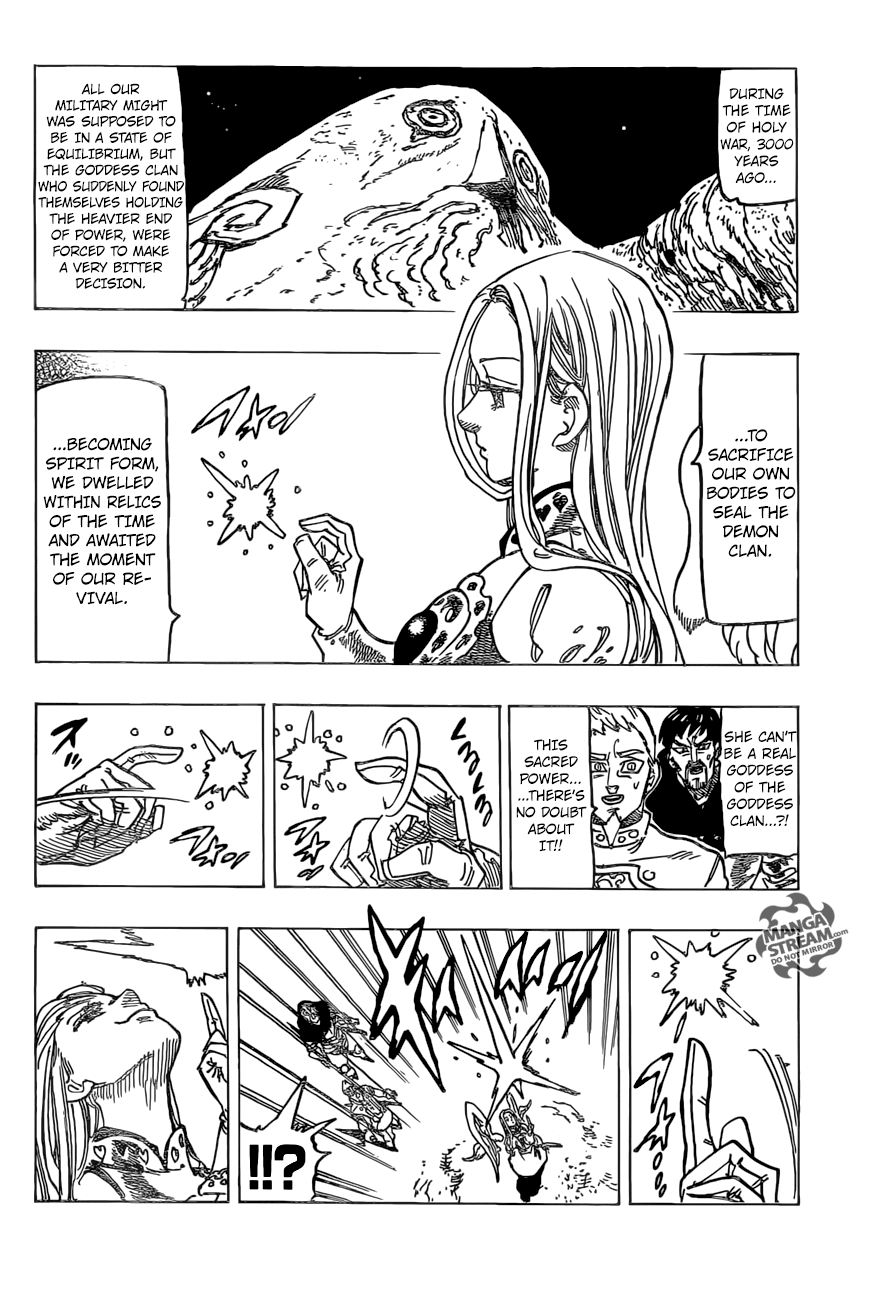 DURING
THE TIME
OF HOLY
WAR, 3000
YEARS
AGO...
ALL OUR
MILITARY MIGHT
WAS SUPPOSED TO
BE IN A STATE OF
EQUILIBRIUM, BUT
THE GODDESS CLAN
WHO SUDDENLY FOUND
THEMSELVES HOLDING
THE HEAVIER END
OF POWER, WERE
FORCED TO MAKE
A VERY BITTER
DECISION.
...TO
SACRIFICE
OUR OWN
BODIES TO
SEAL THE
DEMON
CLAN.
...BECOMING
SPIRIT FORM,
WE DWELLED
WITHIN RELICS
OF THE TIME
AND AWAITED
THE MOMENT
OF OUR RE-
VIVAL.
SHE CAN'T
BE A REAL
GODDESS
OF THE
GODDESS
CLAN...?!
THIS
SACRED
POWER...
...THERE'S
NO DOUBT
ABOUT
IT!!
MANGA
STREAM.com
DO NOT MIRROR
!!?